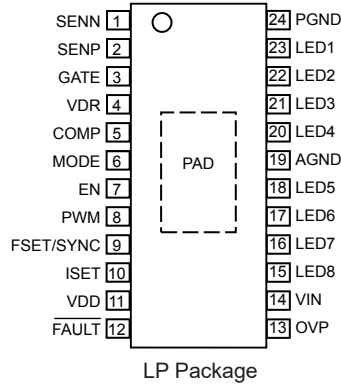 SENN 1
SENP 2
GATE 3
VDR 4
COMP 5
MODE 6
EN 7
PWM 8
FSET/SYNC 9
ISET 10
VDD 11
FAULT 12
PAD
24 PGND
23 LED1
22 LED2
21 LED3
20 LED4
19 AGND
18 LED5
17 LED6
16 LED7
15 LED8
14 VIN
13 OVP
LP Package